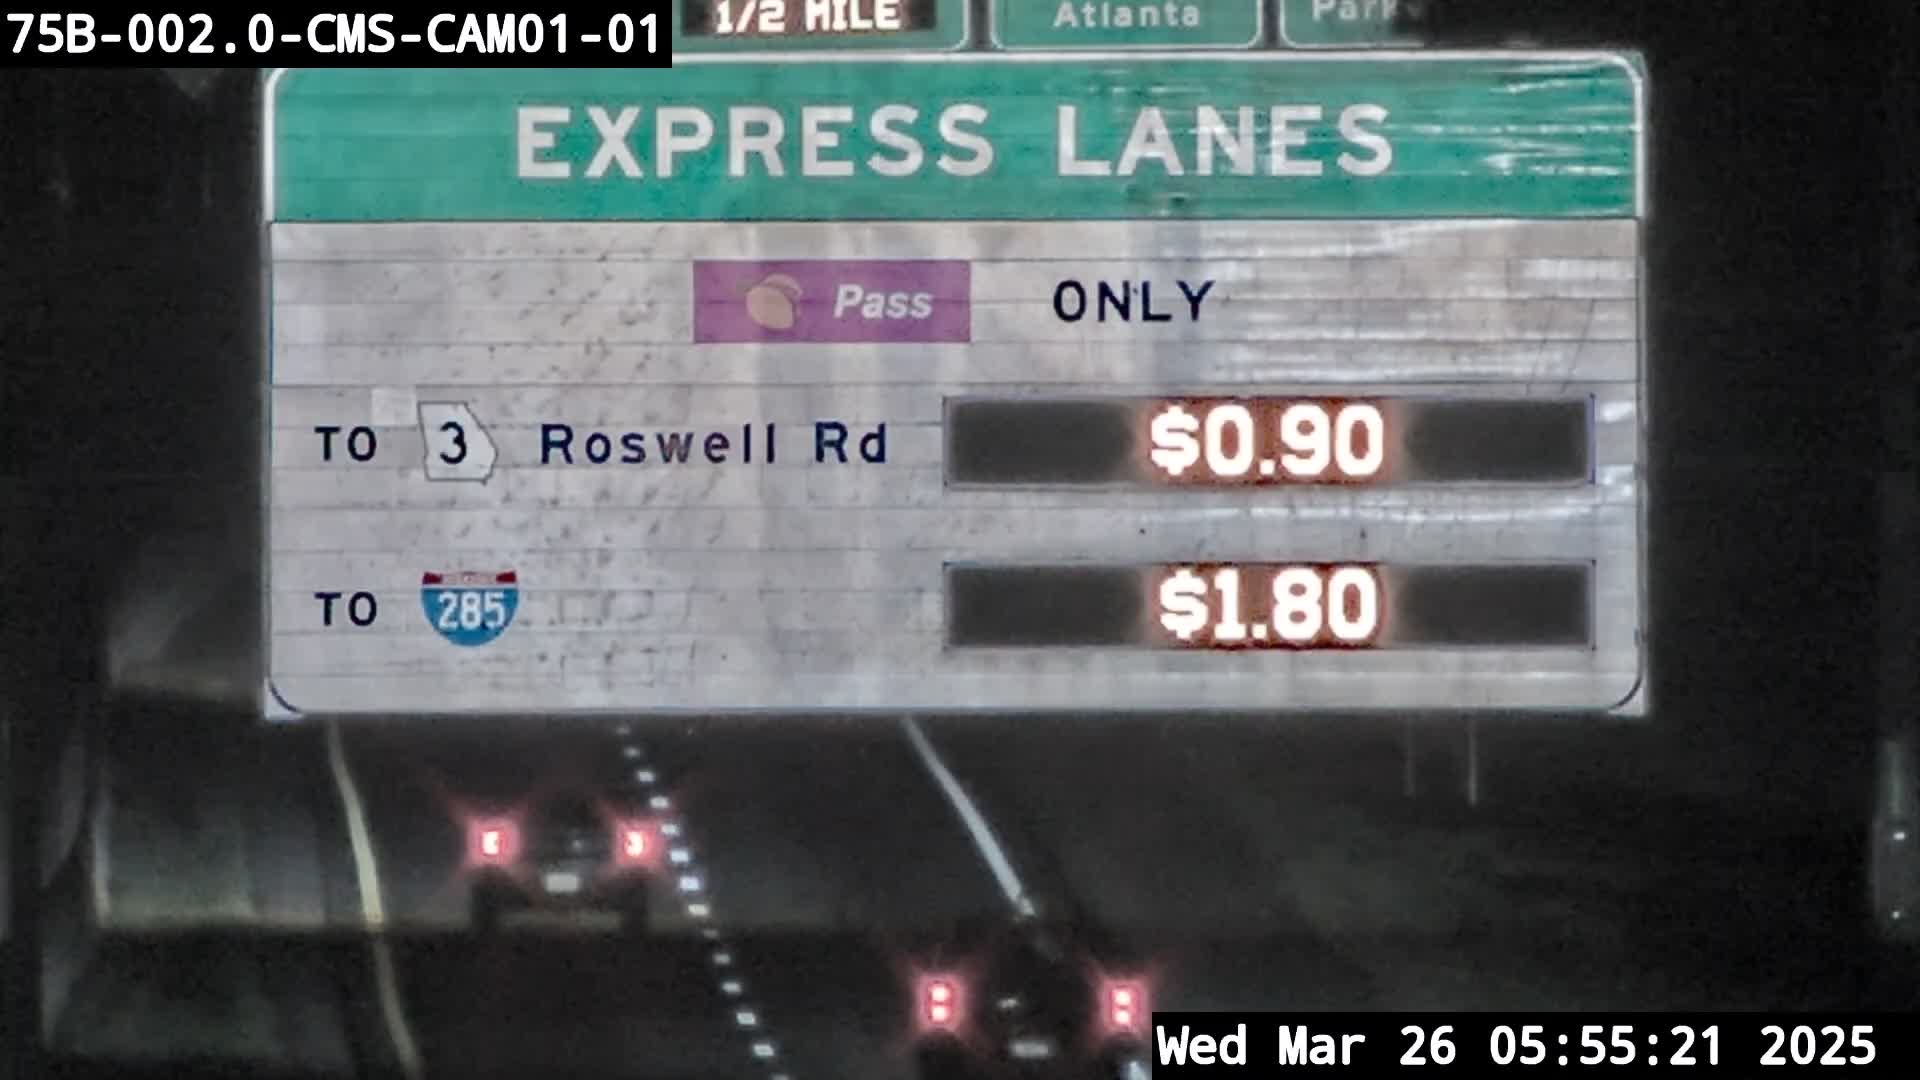 75B-002.0-CMS-CAM01-01
1/2 MILE
Atlanta
Park
EXPRESS LANES
Pass ONLY
TO 3 Roswell Rd $0.90
TO 285 $1.80
Wed Mar 26 05:55:21 2025